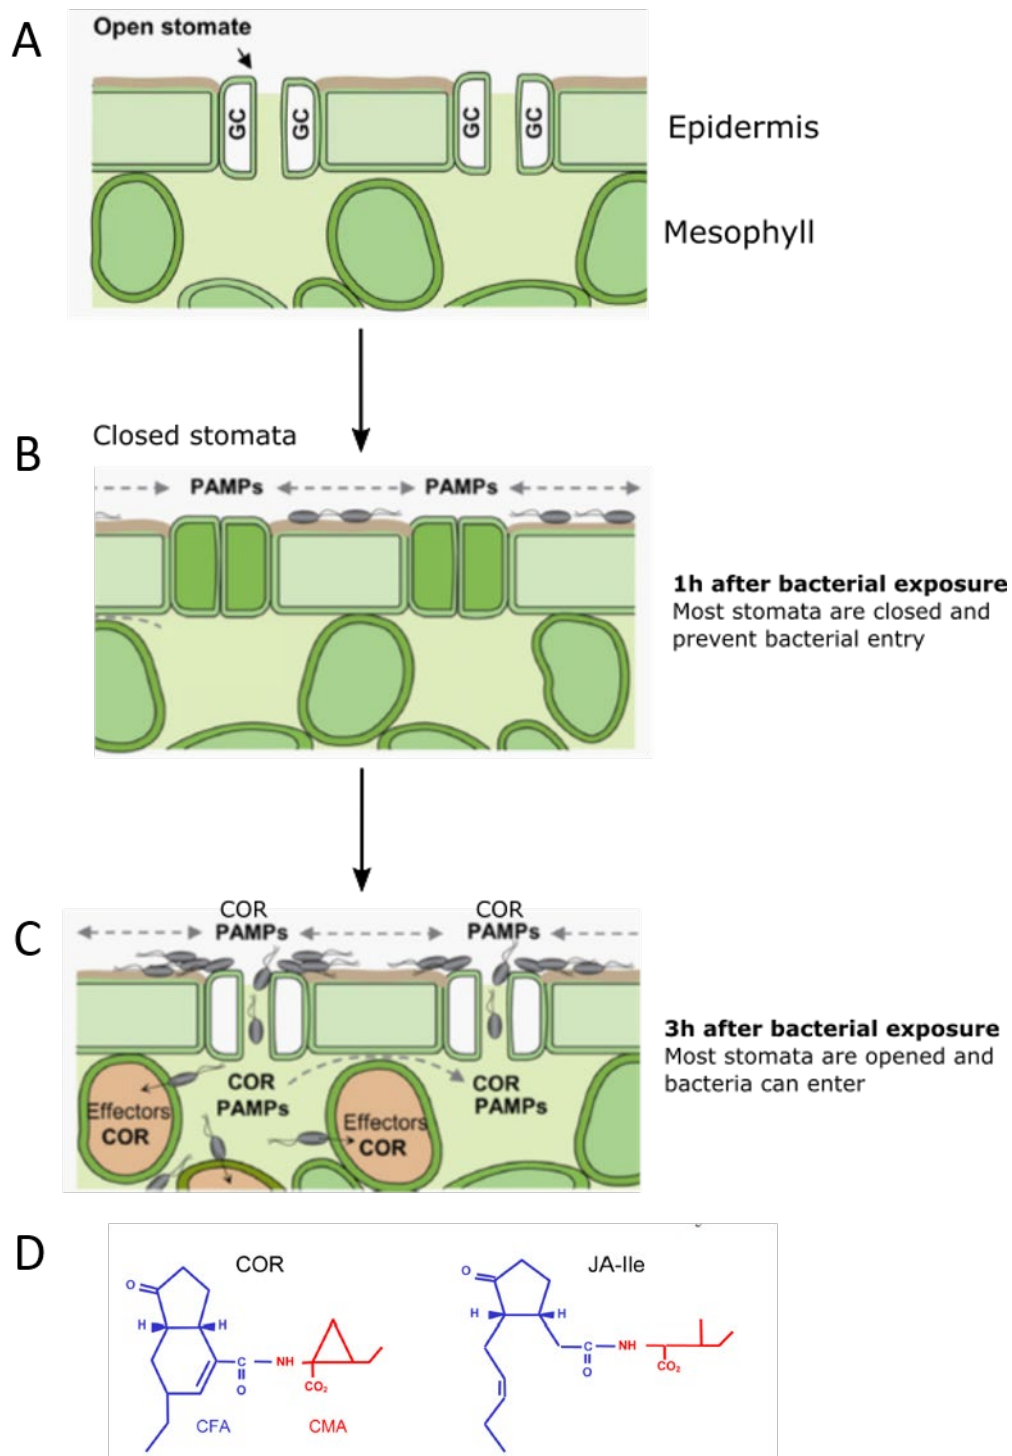 A
Open stomate
GC GC GC GC
Epidermis
Mesophyll
B
Closed stomata
PAMPs PAMPs
1h after bacterial exposure
Most stomata are closed and
prevent bacterial entry
C
COR COR
PAMPs PAMPs
3h after bacterial exposure
Most stomata are opened and
bacteria can enter
COR COR
PAMPs PAMPs
Effectors Effectors
COR COR
D
COR JA-Ile
O O
H H H H
C NH C NH
O CO₂ O CO₂
CFA CMA